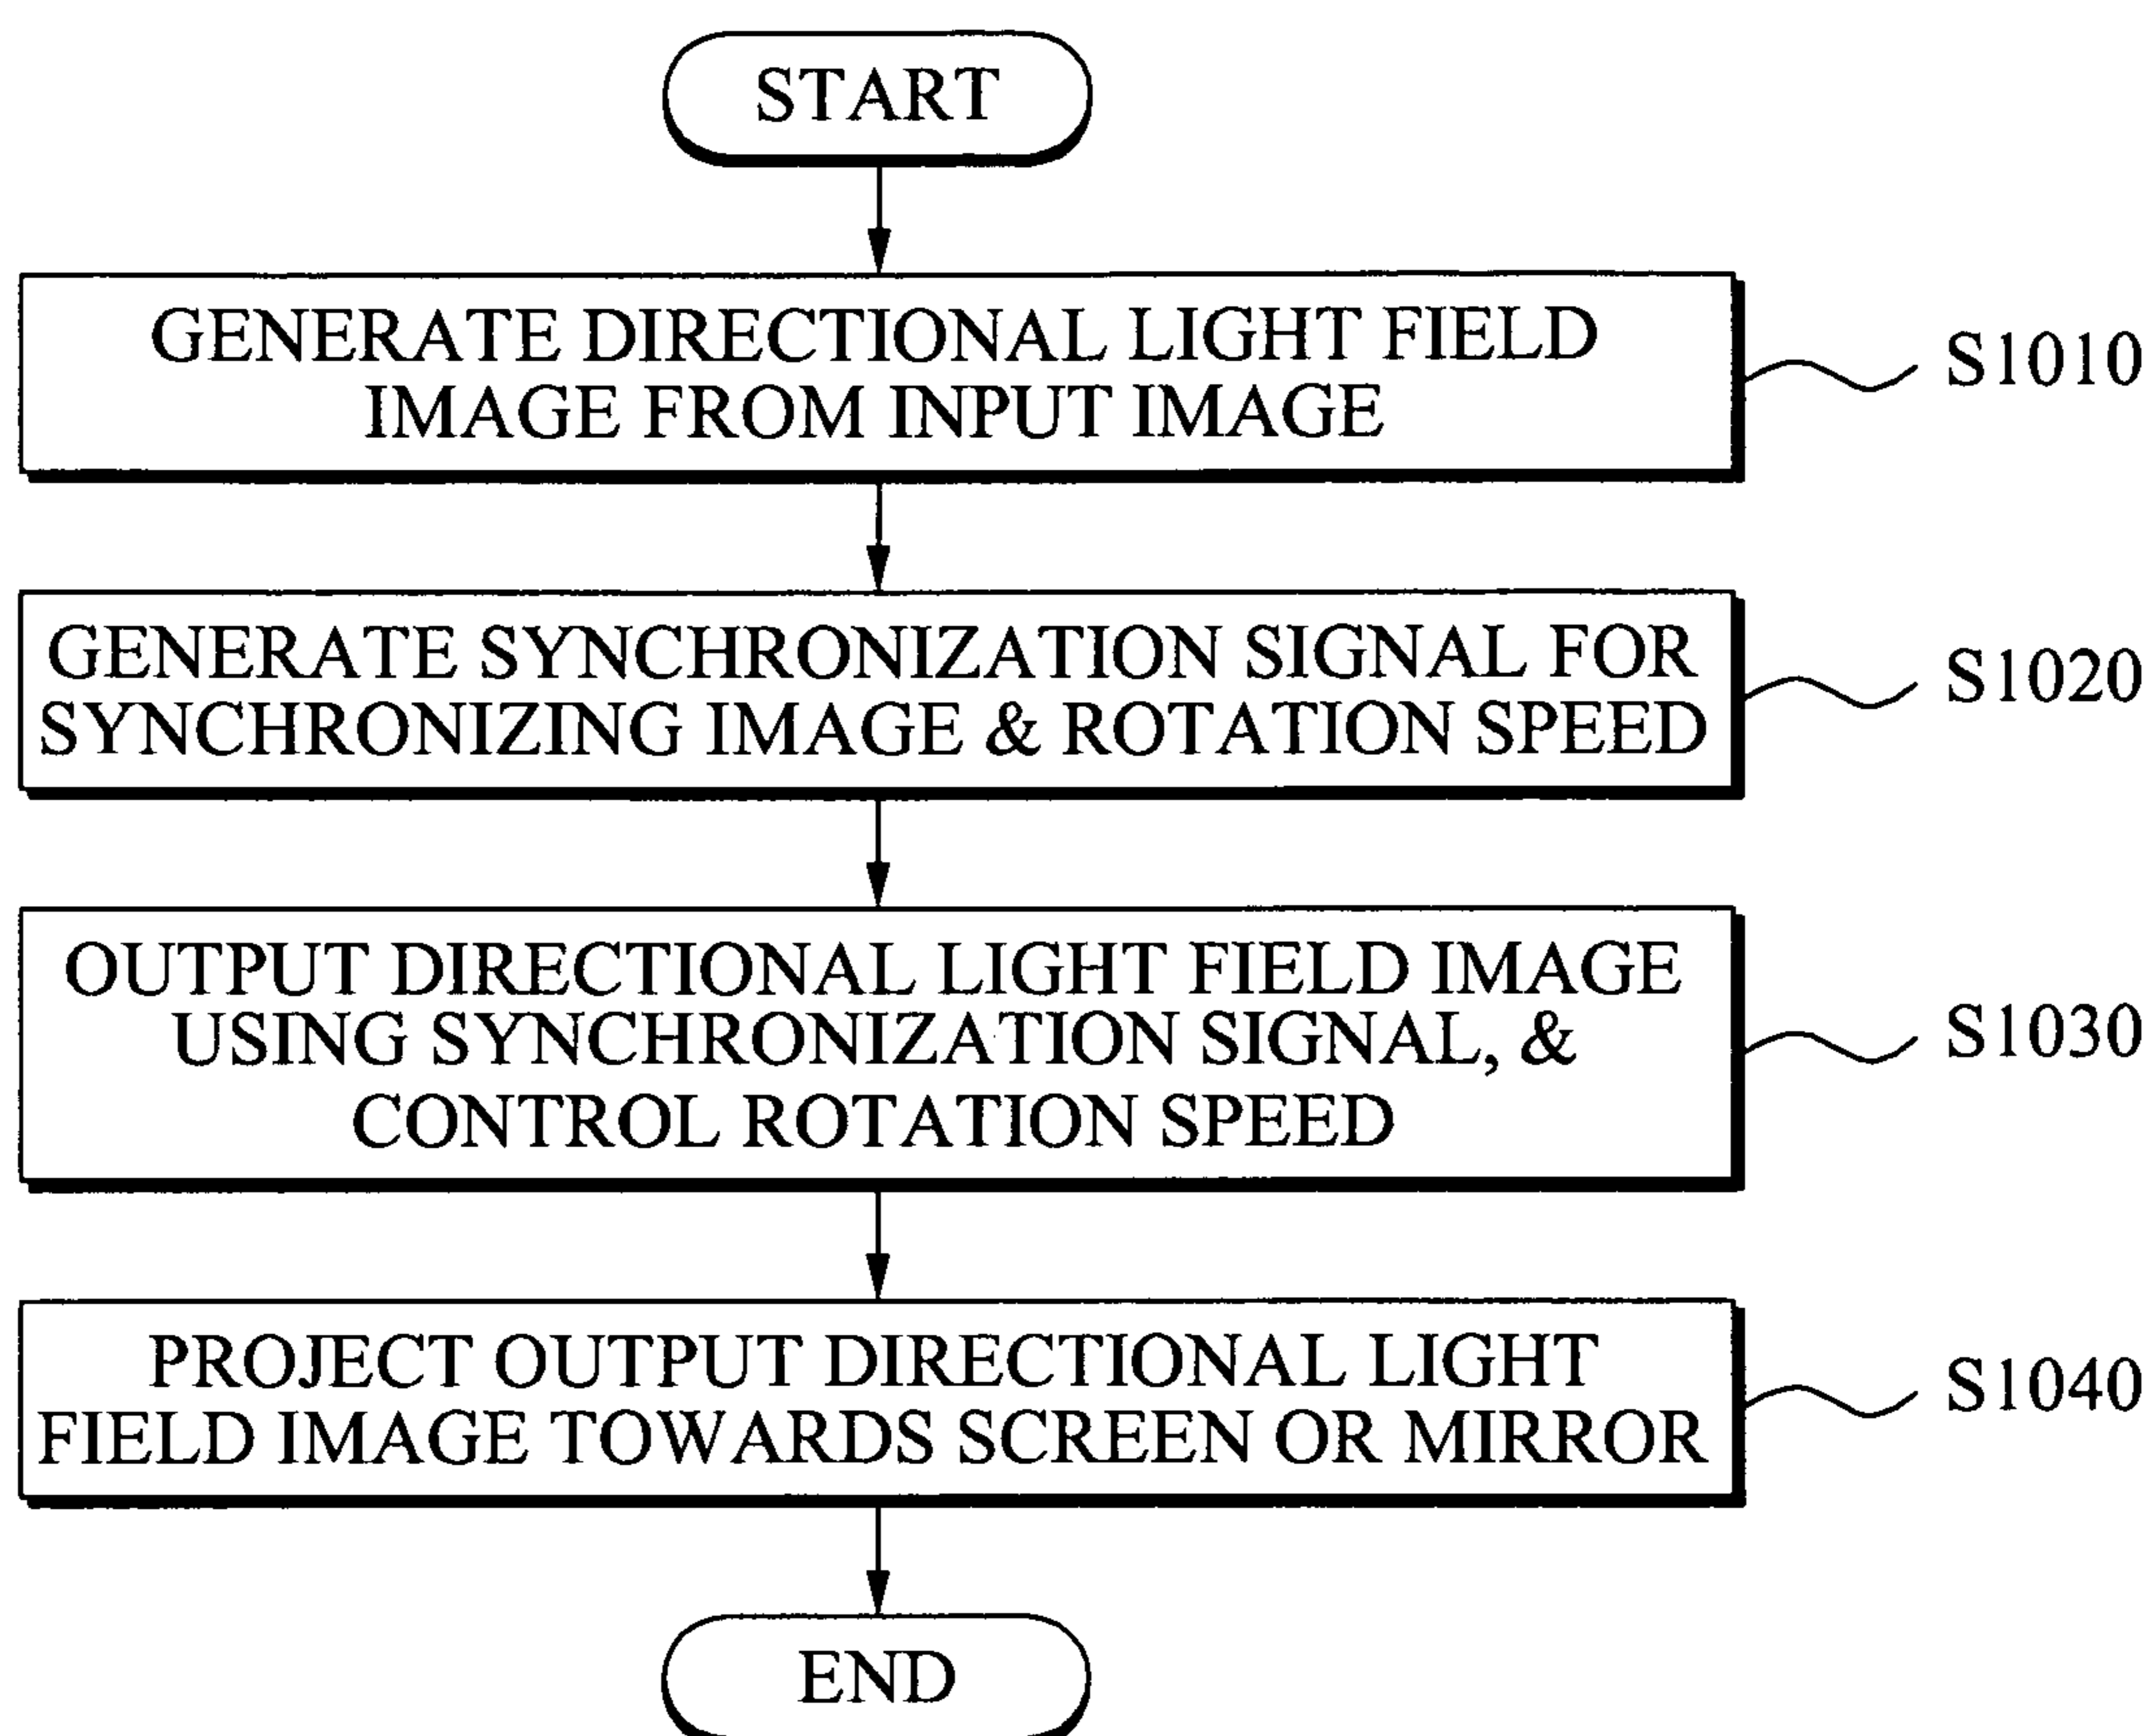 START
GENERATE DIRECTIONAL LIGHT FIELD
IMAGE FROM INPUT IMAGE
S1010
GENERATE SYNCHRONIZATION SIGNAL FOR
SYNCHRONIZING IMAGE & ROTATION SPEED
S1020
OUTPUT DIRECTIONAL LIGHT FIELD IMAGE
USING SYNCHRONIZATION SIGNAL, &
CONTROL ROTATION SPEED
S1030
PROJECT OUTPUT DIRECTIONAL LIGHT
FIELD IMAGE TOWARDS SCREEN OR MIRROR
S1040
END